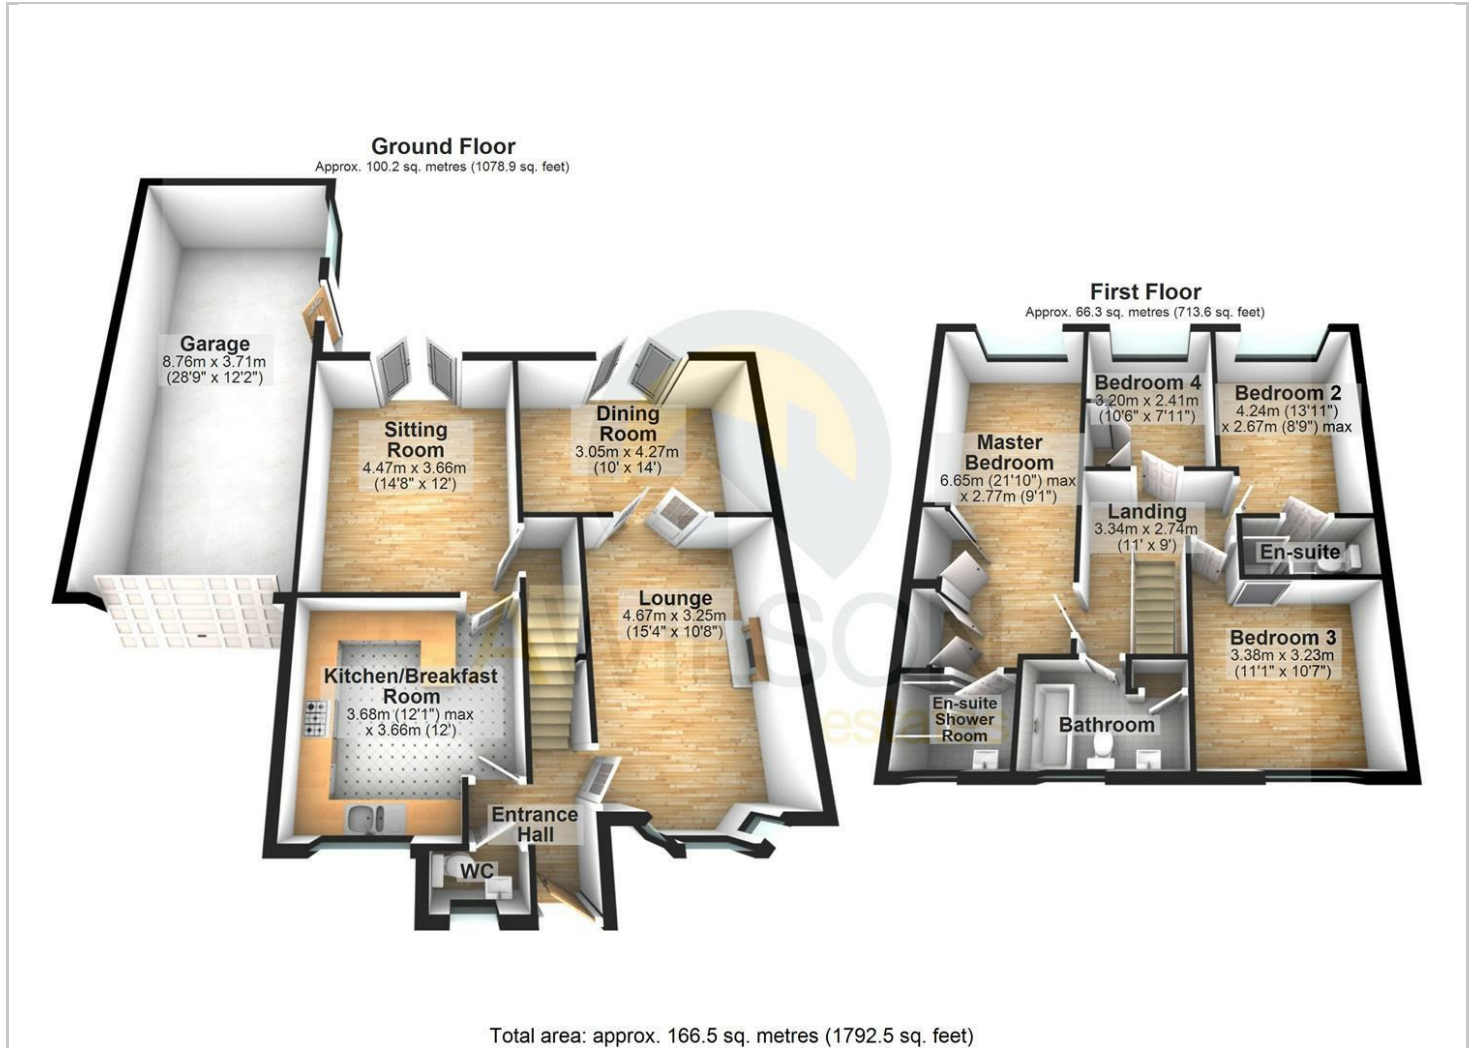 Ground Floor
Approx. 100.2 sq. metres (1078.9 sq. feet)
Garage
8.76m x 3.71m
(28'9" x 12'2")
Sitting
Room
4.47m x 3.66m
(14'8" x 12')
Dining
Room
3.05m x 4.27m
(10' x 14')
Lounge
4.67m x 3.25m
(15'4" x 10'8")
Kitchen/Breakfast
Room
3.68m (12'1") max
x 3.66m (12')
Entrance
Hall
WC
First Floor
Approx. 66.3 sq. metres (713.6 sq. feet)
Bedroom 4
3.20m x 2.41m
(10'6" x 7'11")
Bedroom 2
4.24m (13'11")
x 2.67m (8'9") max
Master
Bedroom
6.65m (21'10") max
x 2.77m (9'1")
Landing
3.34m x 2.74m
(11' x 9')
En-suite
Bedroom 3
3.38m x 3.23m
(11'1" x 10'7")
En-suite
Shower
Room
Bathroom
estates
Total area: approx. 166.5 sq. metres (1792.5 sq. feet)